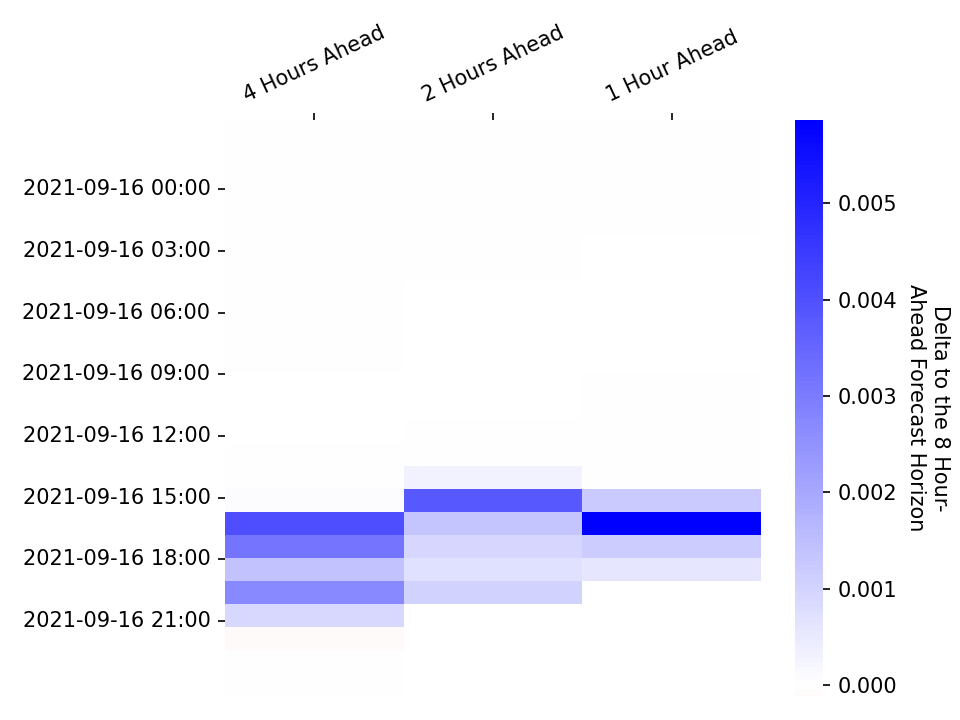 4 Hours Ahead
2 Hours Ahead
1 Hour Ahead
2021-09-16 00:00
2021-09-16 03:00
2021-09-16 06:00
2021-09-16 09:00
2021-09-16 12:00
2021-09-16 15:00
2021-09-16 18:00
2021-09-16 21:00
0.005
0.004
0.003
0.002
0.001
0.000
Delta to the 8 Hour-
Ahead Forecast Horizon